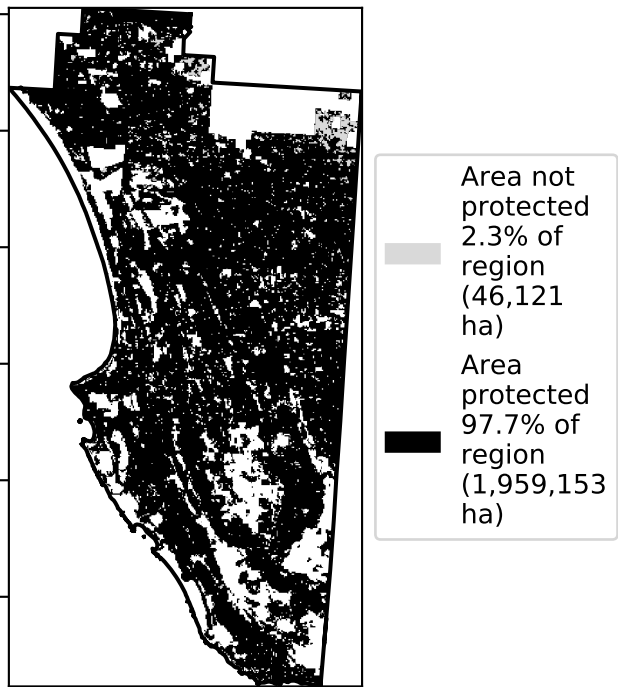 Area not
protected
2.3% of
region
(46,121
ha)
Area
protected
97.7% of
region
(1,959,153
ha)